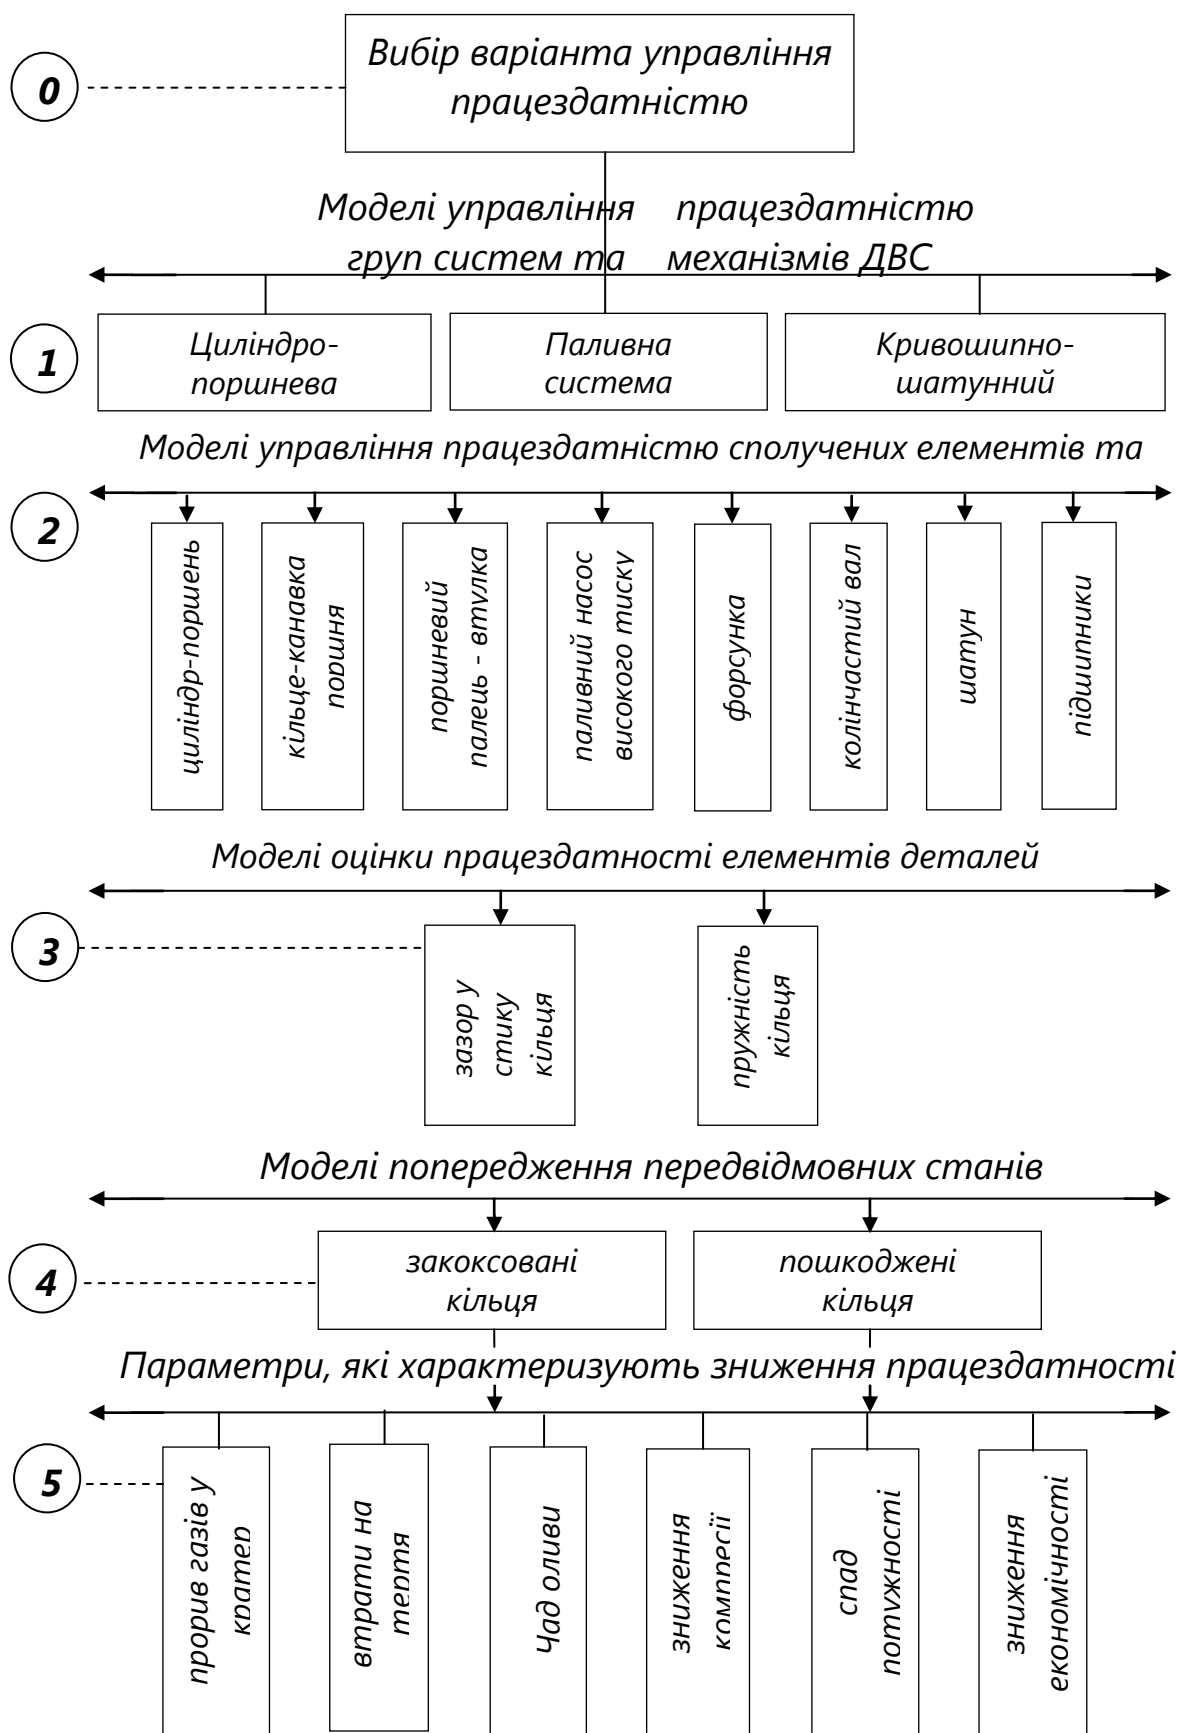 0
Вибір варіанта управління
працездатністю
Моделі управління працездатністю
груп систем та механізмів ДВС
1
Циліндро-
поршнева
Паливна
система
Кривошипно-
шатунний
Моделі управління працездатністю сполучених елементів та
2
циліндр-поршень
кільце-канавка
поршня
поршневий
палець - втулка
паливний насос
високого тиску
форсунка
колінчастий вал
шатун
підшипники
Моделі оцінки працездатності елементів деталей
3
зазор у
стику
кільця
пружність
кільця
Моделі попередження передвідмовних станів
4
закоксовані
кільця
пошкоджені
кільця
Параметри, які характеризують зниження працездатності
5
прорив газів у
кратер
втрати на
тертя
Чад оливи
зниження
компресії
спад
потужності
зниження
економічності